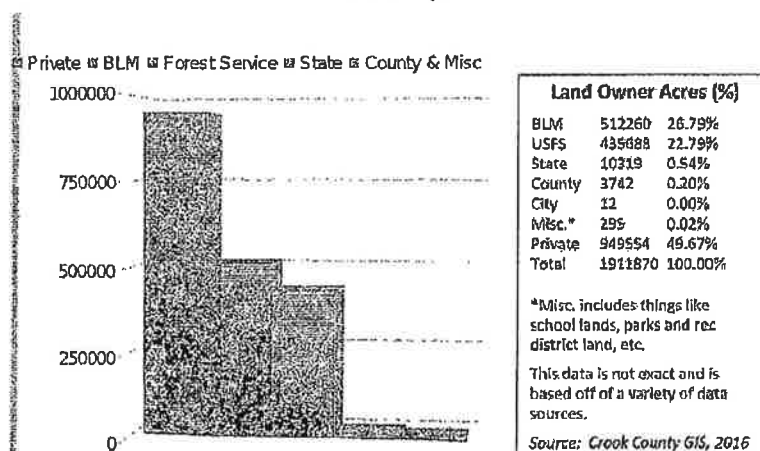 Private BLM Forest Service State County & Misc
1000000
750000
500000
250000
0
Land Owner Acres (%)
BLM 512260 26.79%
USFS 435688 22.79%
State 10319 0.54%
County 3742 0.20%
City 12 0.00%
Misc.* 295 0.02%
Private 949554 49.67%
Total 1911870 100.00%
*Misc. includes things like
school lands, parks and rec
district land, etc.
This data is not exact and is
based off of a variety of data
sources.
Source: Crook County GIS, 2016